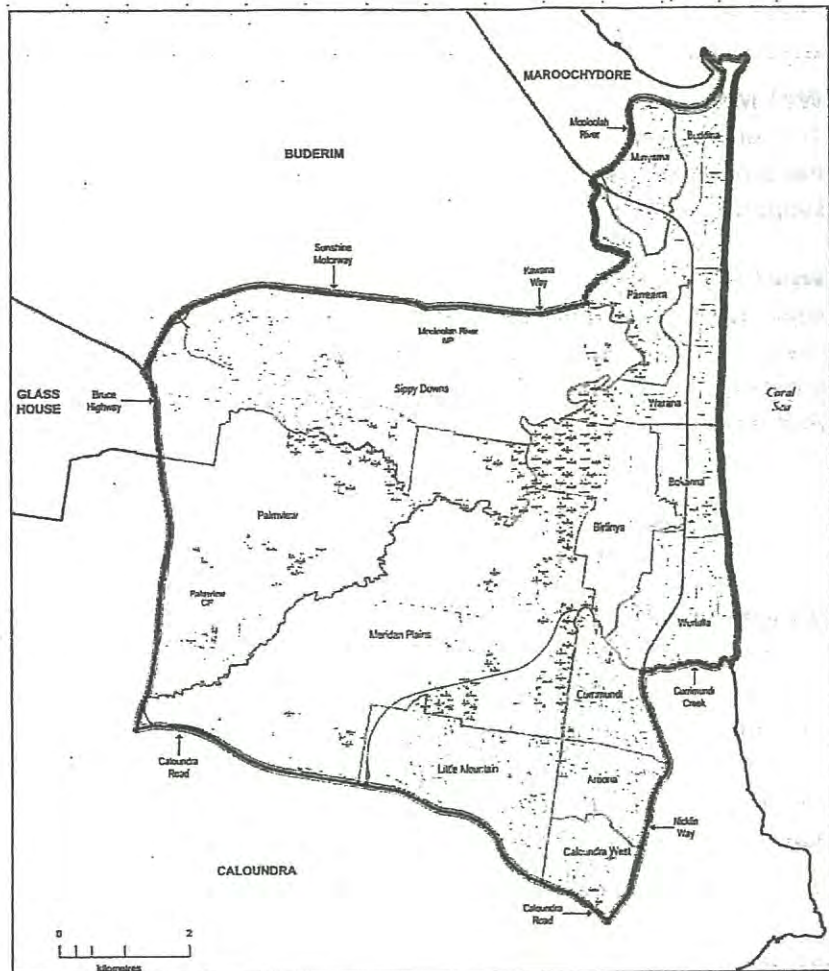 MAROOCHYDORE
Mooloolah
River
Buddina
Minyama
BUDERIM
Sunshine
Motorway
Kawana
Way
Parrearra
Mooloolah River
NP
GLASS
HOUSE
Bruce
Highway
Sippy Downs
Warana
Coral
Sea
Bokarina
Palmview
Birtinya
Palmview
CP
Meridan Plains
Wurtulla
Currimundi
Currimundi
Creek
Caloundra
Road
Little Mountain
Aroona
Nicklin
Way
Caloundra West
CALOUNDRA
Caloundra
Road
0 2
kilometres